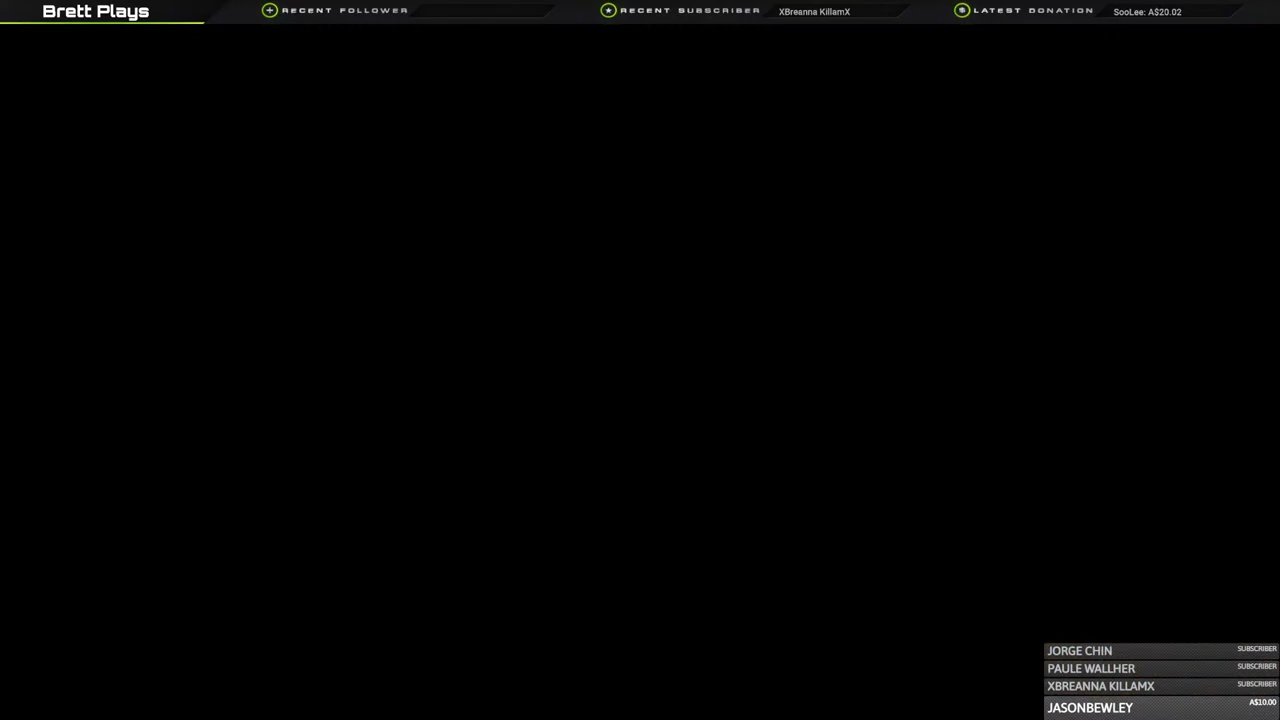 Brett Plays
RECENT FOLLOWER
RECENT SUBSCRIBER XBreanna KillamX
LATEST DONATION SooLee: A$20.02
JORGE CHIN SUBSCRIBER
PAULE WALLHER SUBSCRIBER
XBREANNA KILLAMX SUBSCRIBER
JASONBEWLEY A$10.00